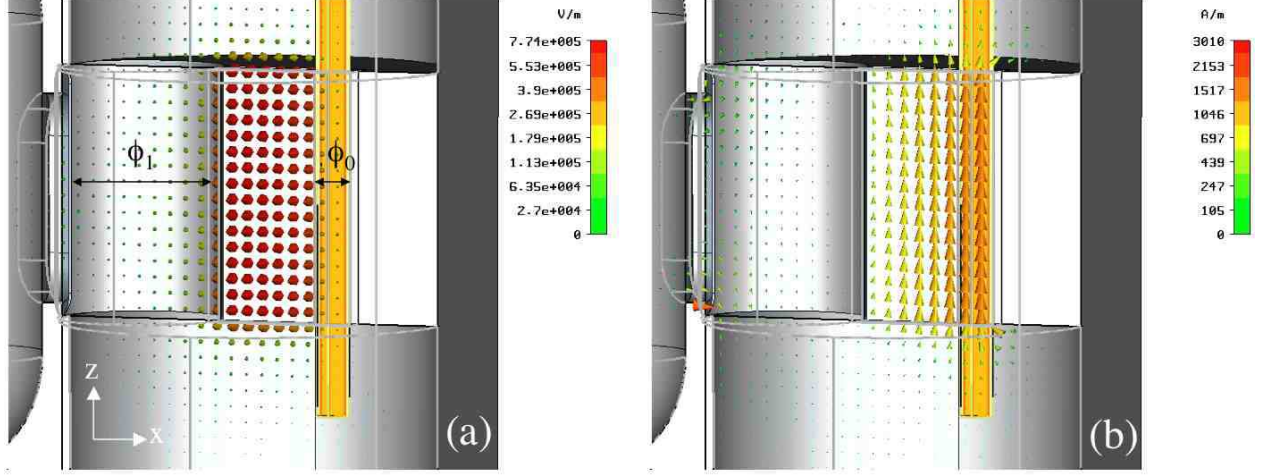 V/m
7.74e+005
5.53e+005
3.9e+005
2.69e+005
1.79e+005
1.13e+005
6.35e+004
2.7e+004
0
ϕ1
ϕ0
z
x
(a)
A/m
3010
2153
1517
1046
697
439
247
105
0
(b)